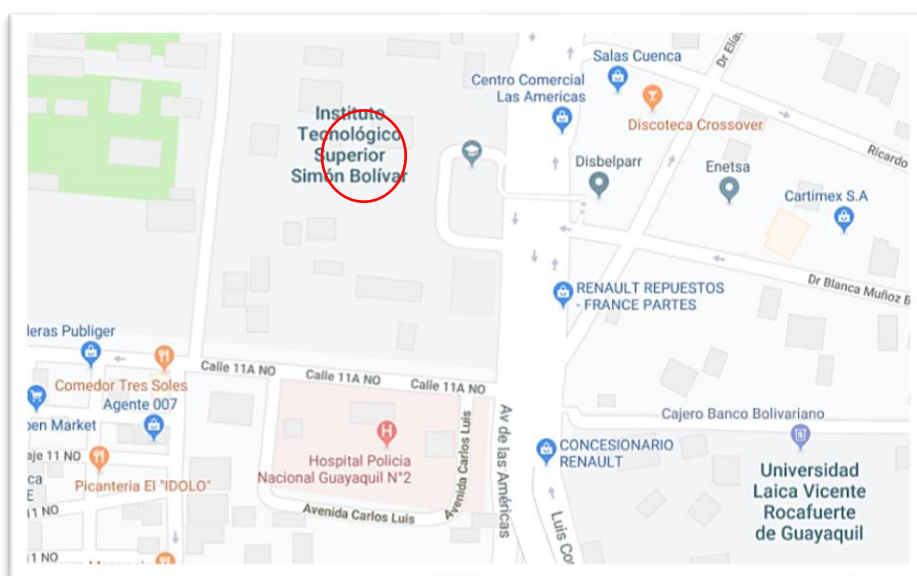 Salas Cuenca
Dr Elías
Centro Comercial
Las Americas
Instituto
Tecnológico
Superior
Simón Bolívar
Discoteca Crossover
Ricardo
Disbelparr
Enetsa
Cartimex S.A
Dr Blanca Muñoz B
RENAULT REPUESTOS
- FRANCE PARTES
leras Publiger
Calle 11A NO
Calle 11A NO
Calle 11A NO
Comedor Tres Soles
Agente 007
pen Market
aje 11 NO
Picanteria El "IDOLO"
ca
E
11 NO
11 NO
Hospital Policia
Nacional Guayaquil N°2
Avenida Carlos Luis
Avenida Carlos Luis
Av de las Américas
Cajero Banco Bolivariano
CONCESIONARIO
RENAULT
Luis Co
Universidad
Laica Vicente
Rocafuerte
de Guayaquil